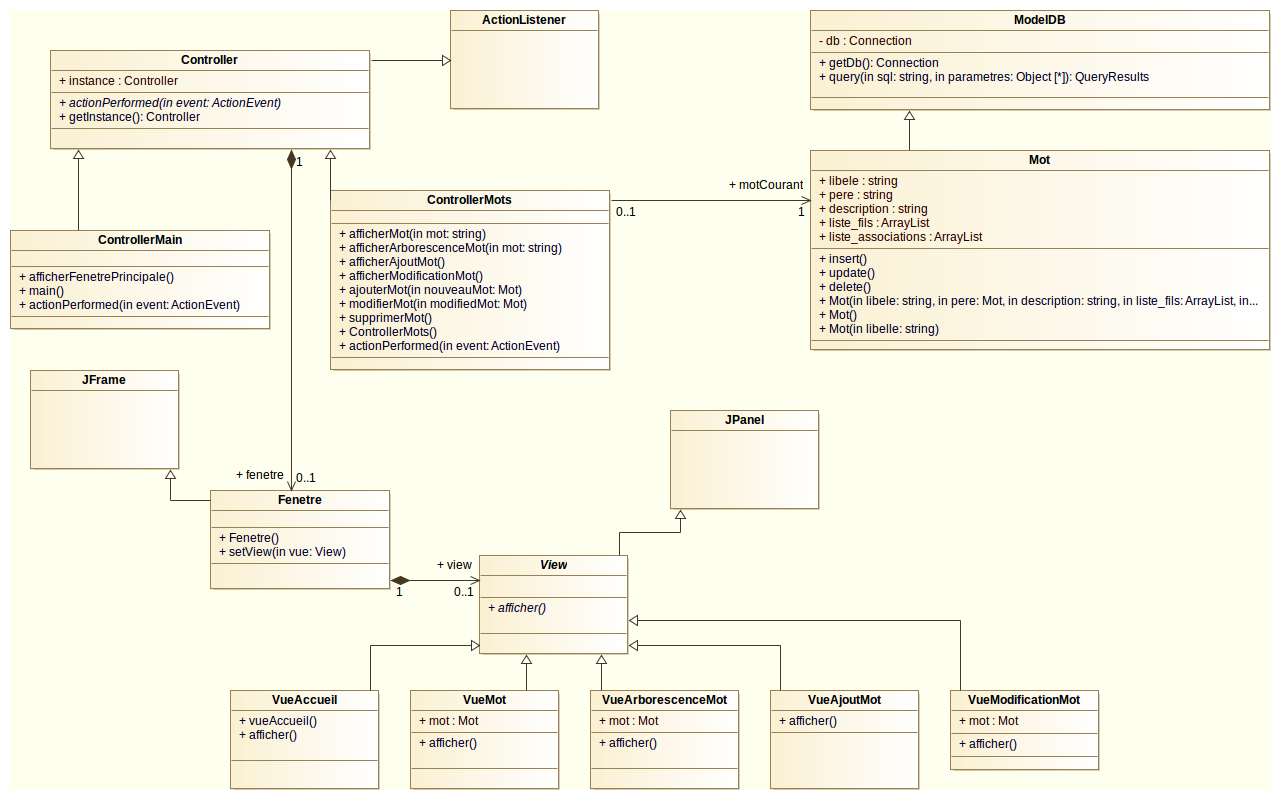 ActionListener
ModelDB
- db : Connection
+ getDb(): Connection
+ query(in sql: string, in parametres: Object [*]): QueryResults
Controller
+ instance : Controller
+ actionPerformed(in event: ActionEvent)
+ getInstance(): Controller
1
Mot
+ libele : string
+ pere : string
+ description : string
+ liste_fils : ArrayList
+ liste_associations : ArrayList
+ insert()
+ update()
+ delete()
+ Mot(in libele: string, in pere: Mot, in description: string, in liste_fils: ArrayList, in...
+ Mot()
+ Mot(in libelle: string)
+ motCourant
0..1
1
ControllerMots
+ afficherMot(in mot: string)
+ afficherArborescenceMot(in mot: string)
+ afficherAjoutMot()
+ afficherModificationMot()
+ ajouterMot(in nouveauMot: Mot)
+ modifierMot(in modifiedMot: Mot)
+ supprimerMot()
+ ControllerMots()
+ actionPerformed(in event: ActionEvent)
ControllerMain
+ afficherFenetrePrincipale()
+ main()
+ actionPerformed(in event: ActionEvent)
JFrame
JPanel
+ fenetre
0..1
Fenetre
+ Fenetre()
+ setView(in vue: View)
+ view
1
0..1
View
+ afficher()
VueAccueil
+ vueAccueil()
+ afficher()
VueMot
+ mot : Mot
+ afficher()
VueArborescenceMot
+ mot : Mot
+ afficher()
VueAjoutMot
+ afficher()
VueModificationMot
+ mot : Mot
+ afficher()